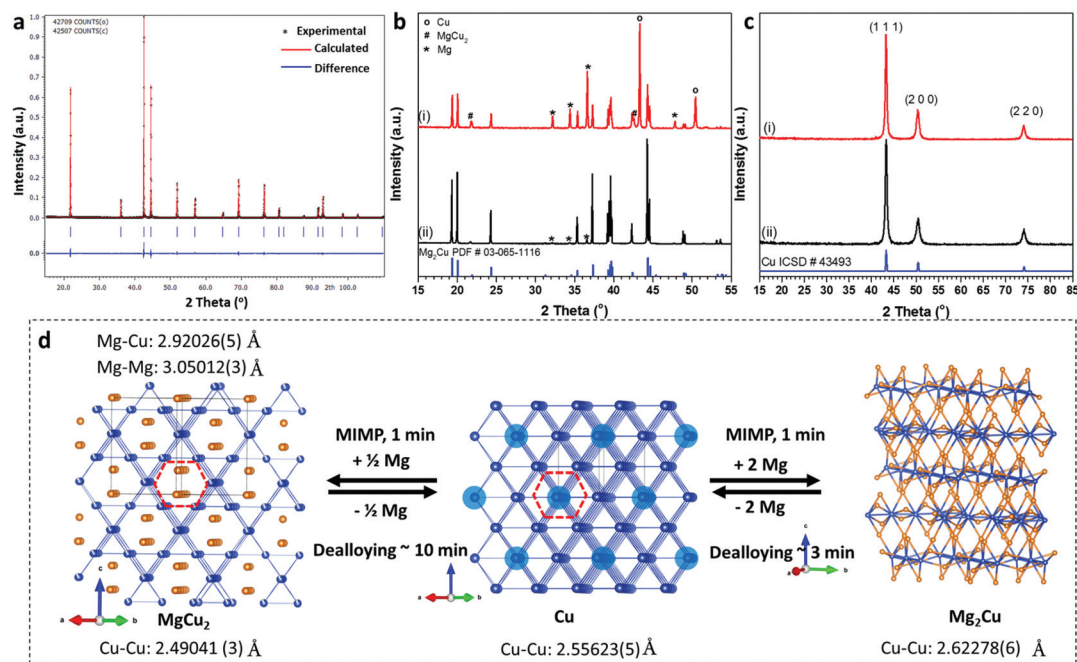 a
42709 COUNTS(o)
42507 COUNTS(c)
* Experimental
Calculated
Difference
Intensity (a.u.)
1.0
0.9
0.8
0.7
0.6
0.5
0.4
0.3
0.2
0.1
0.0
0.0
20.0 30.0 40.0 50.0 60.0 70.0 80.0 90.0 2th 100.0
2 Theta (º)
b
o Cu
# MgCu2
* Mg
o
*
*
*
#
#
*
o
(i)
(ii)
* * *
Mg2Cu PDF # 03-065-1116
Intensity (a.u.)
15 20 25 30 35 40 45 50 55
2 Theta (°)
c
(1 1 1)
(2 0 0)
(2 2 0)
(i)
(ii)
Cu ICSD # 43493
Intensity (a.u.)
15 20 25 30 35 40 45 50 55 60 65 70 75 80 85
2 Theta (°)
d
Mg-Cu: 2.92026(5) Å
Mg-Mg: 3.05012(3) Å
MIMP, 1 min
+ ½ Mg
- ½ Mg
Dealloying ~ 10 min
MIMP, 1 min
+ 2 Mg
- 2 Mg
Dealloying ~ 3 min
c
a
b
c
a
b
c
a
b
MgCu2
Cu
Mg2Cu
Cu-Cu: 2.49041 (3) Å
Cu-Cu: 2.55623(5) Å
Cu-Cu: 2.62278(6) Å